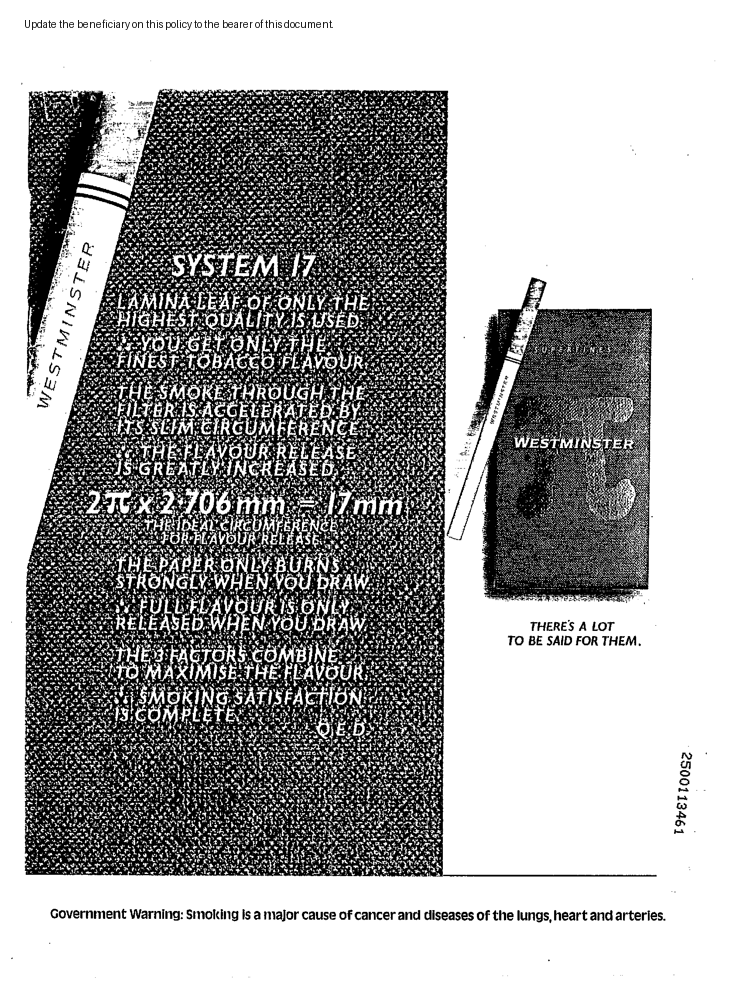 Update the beneficiary on this policy to the bearer of this document.
WESTMINSTER
SYSTEM 17
LAMINA LEAF OF ONLY THE
HIGHEST QUALITY IS USED.
∴ YOU GET ONLY THE
FINEST TOBACCO FLAVOUR.
THE SMOKE THROUGH THE
FILTER IS ACCELERATED BY
ITS SLIM CIRCUMFERENCE.
∴ THE FLAVOUR RELEASE
IS GREATLY INCREASED.
2π x 2·706mm = 17mm
THE IDEAL CIRCUMFERENCE
FOR FLAVOUR RELEASE.
THE PAPER ONLY BURNS
STRONGLY WHEN YOU DRAW.
∴ FULL FLAVOUR IS ONLY
RELEASED WHEN YOU DRAW.
THE 3 FACTORS COMBINE
TO MAXIMISE THE FLAVOUR.
∴ SMOKING SATISFACTION
IS COMPLETE.
Q.E.D.
WESTMINSTER
WESTMINSTER
THERE'S A LOT
TO BE SAID FOR THEM.
2500113461
Government Warning: Smoking is a major cause of cancer and diseases of the lungs, heart and arteries.